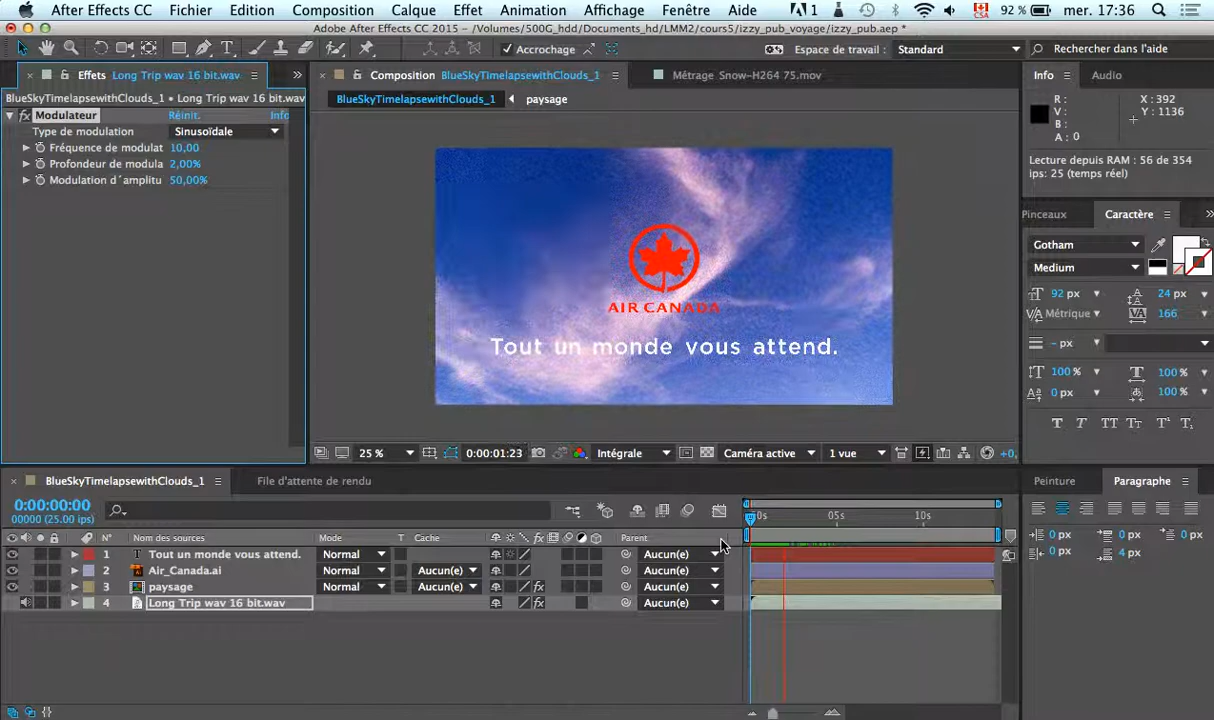 After Effects CC Fichier Edition Composition Calque Effet Animation Affichage Fenêtre Aide 1 CSA 92 % mer. 17:36
Adobe After Effects CC 2015 - /Volumes/500G_hdd/Documents_hd/LMM2/cours5/izzy_pub_voyage/izzy_pub.aep *
Accrochage Espace de travail : Standard Rechercher dans l'aide
Effets Long Trip wav 16 bit.wav
Composition BlueSkyTimelapsewithClouds_1
Métrage Snow-H264 75.mov
Info Audio
BlueSkyTimelapsewithClouds_1 • Long Trip wav 16 bit.wav
BlueSkyTimelapsewithClouds_1 paysage
Modulateur Réinit. Info
Type de modulation Sinusoïdale
Fréquence de modulat 10,00
Profondeur de modula 2,00%
Modulation d´amplitu 50,00%
R :
V :
B :
A : 0
X : 392
Y : 1136
Lecture de RAM : 56 de 354
ips: 25 (temps réel)
Pinceaux Caractère
Gotham
Medium
92 px 24 px
Métrique 166
– px
100 % 100 %
0 px 100 %
AIR CANADA
Tout un monde vous attend.
25 % 0:00:01:23 Intégrale Caméra active 1 vue +0,
BlueSkyTimelapsewithClouds_1 File d'attente de rendu
0:00:00:00
00000 (25.00 ips)
0s 05s 10s
N° Nom des sources Mode T Cache Parent
1 T Tout un monde vous attend. Normal Aucun(e)
2 Air_Canada.ai Normal Aucun(e) Aucun(e)
3 paysage Normal Aucun(e) Aucun(e)
4 Long Trip wav 16 bit.wav Aucun(e)
Peinture Paragraphe
0 px 0 px 0 px
0 px 4 px